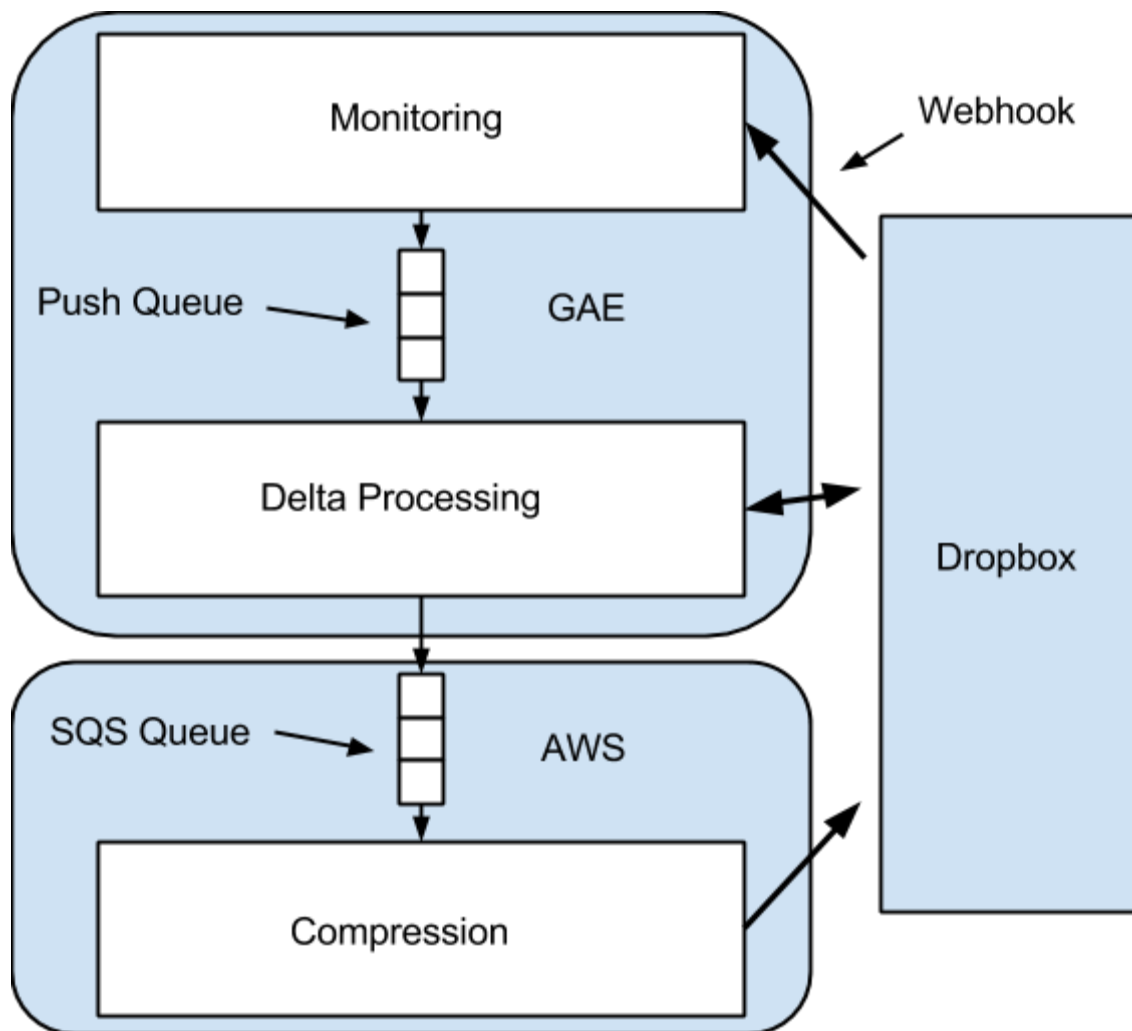 Monitoring
Webhook
Push Queue
GAE
Delta Processing
Dropbox
SQS Queue
AWS
Compression